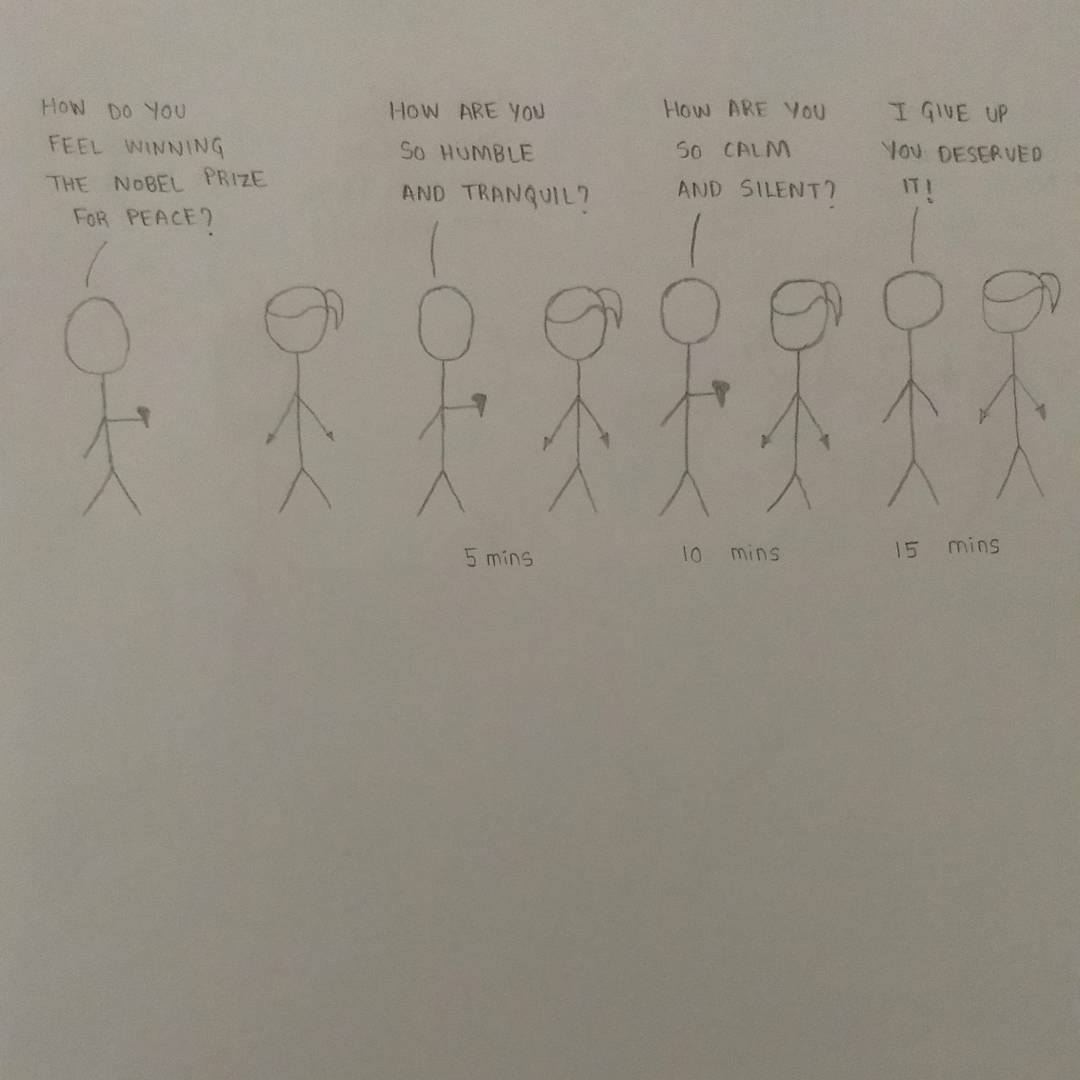 HOW DO YOU
FEEL WINNING
THE NOBEL PRIZE
FOR PEACE?
HOW ARE YOU
SO HUMBLE
AND TRANQUIL?
5 mins
HOW ARE YOU
SO CALM
AND SILENT?
10 mins
I GIVE UP
YOU DESERVED
IT!
15 mins